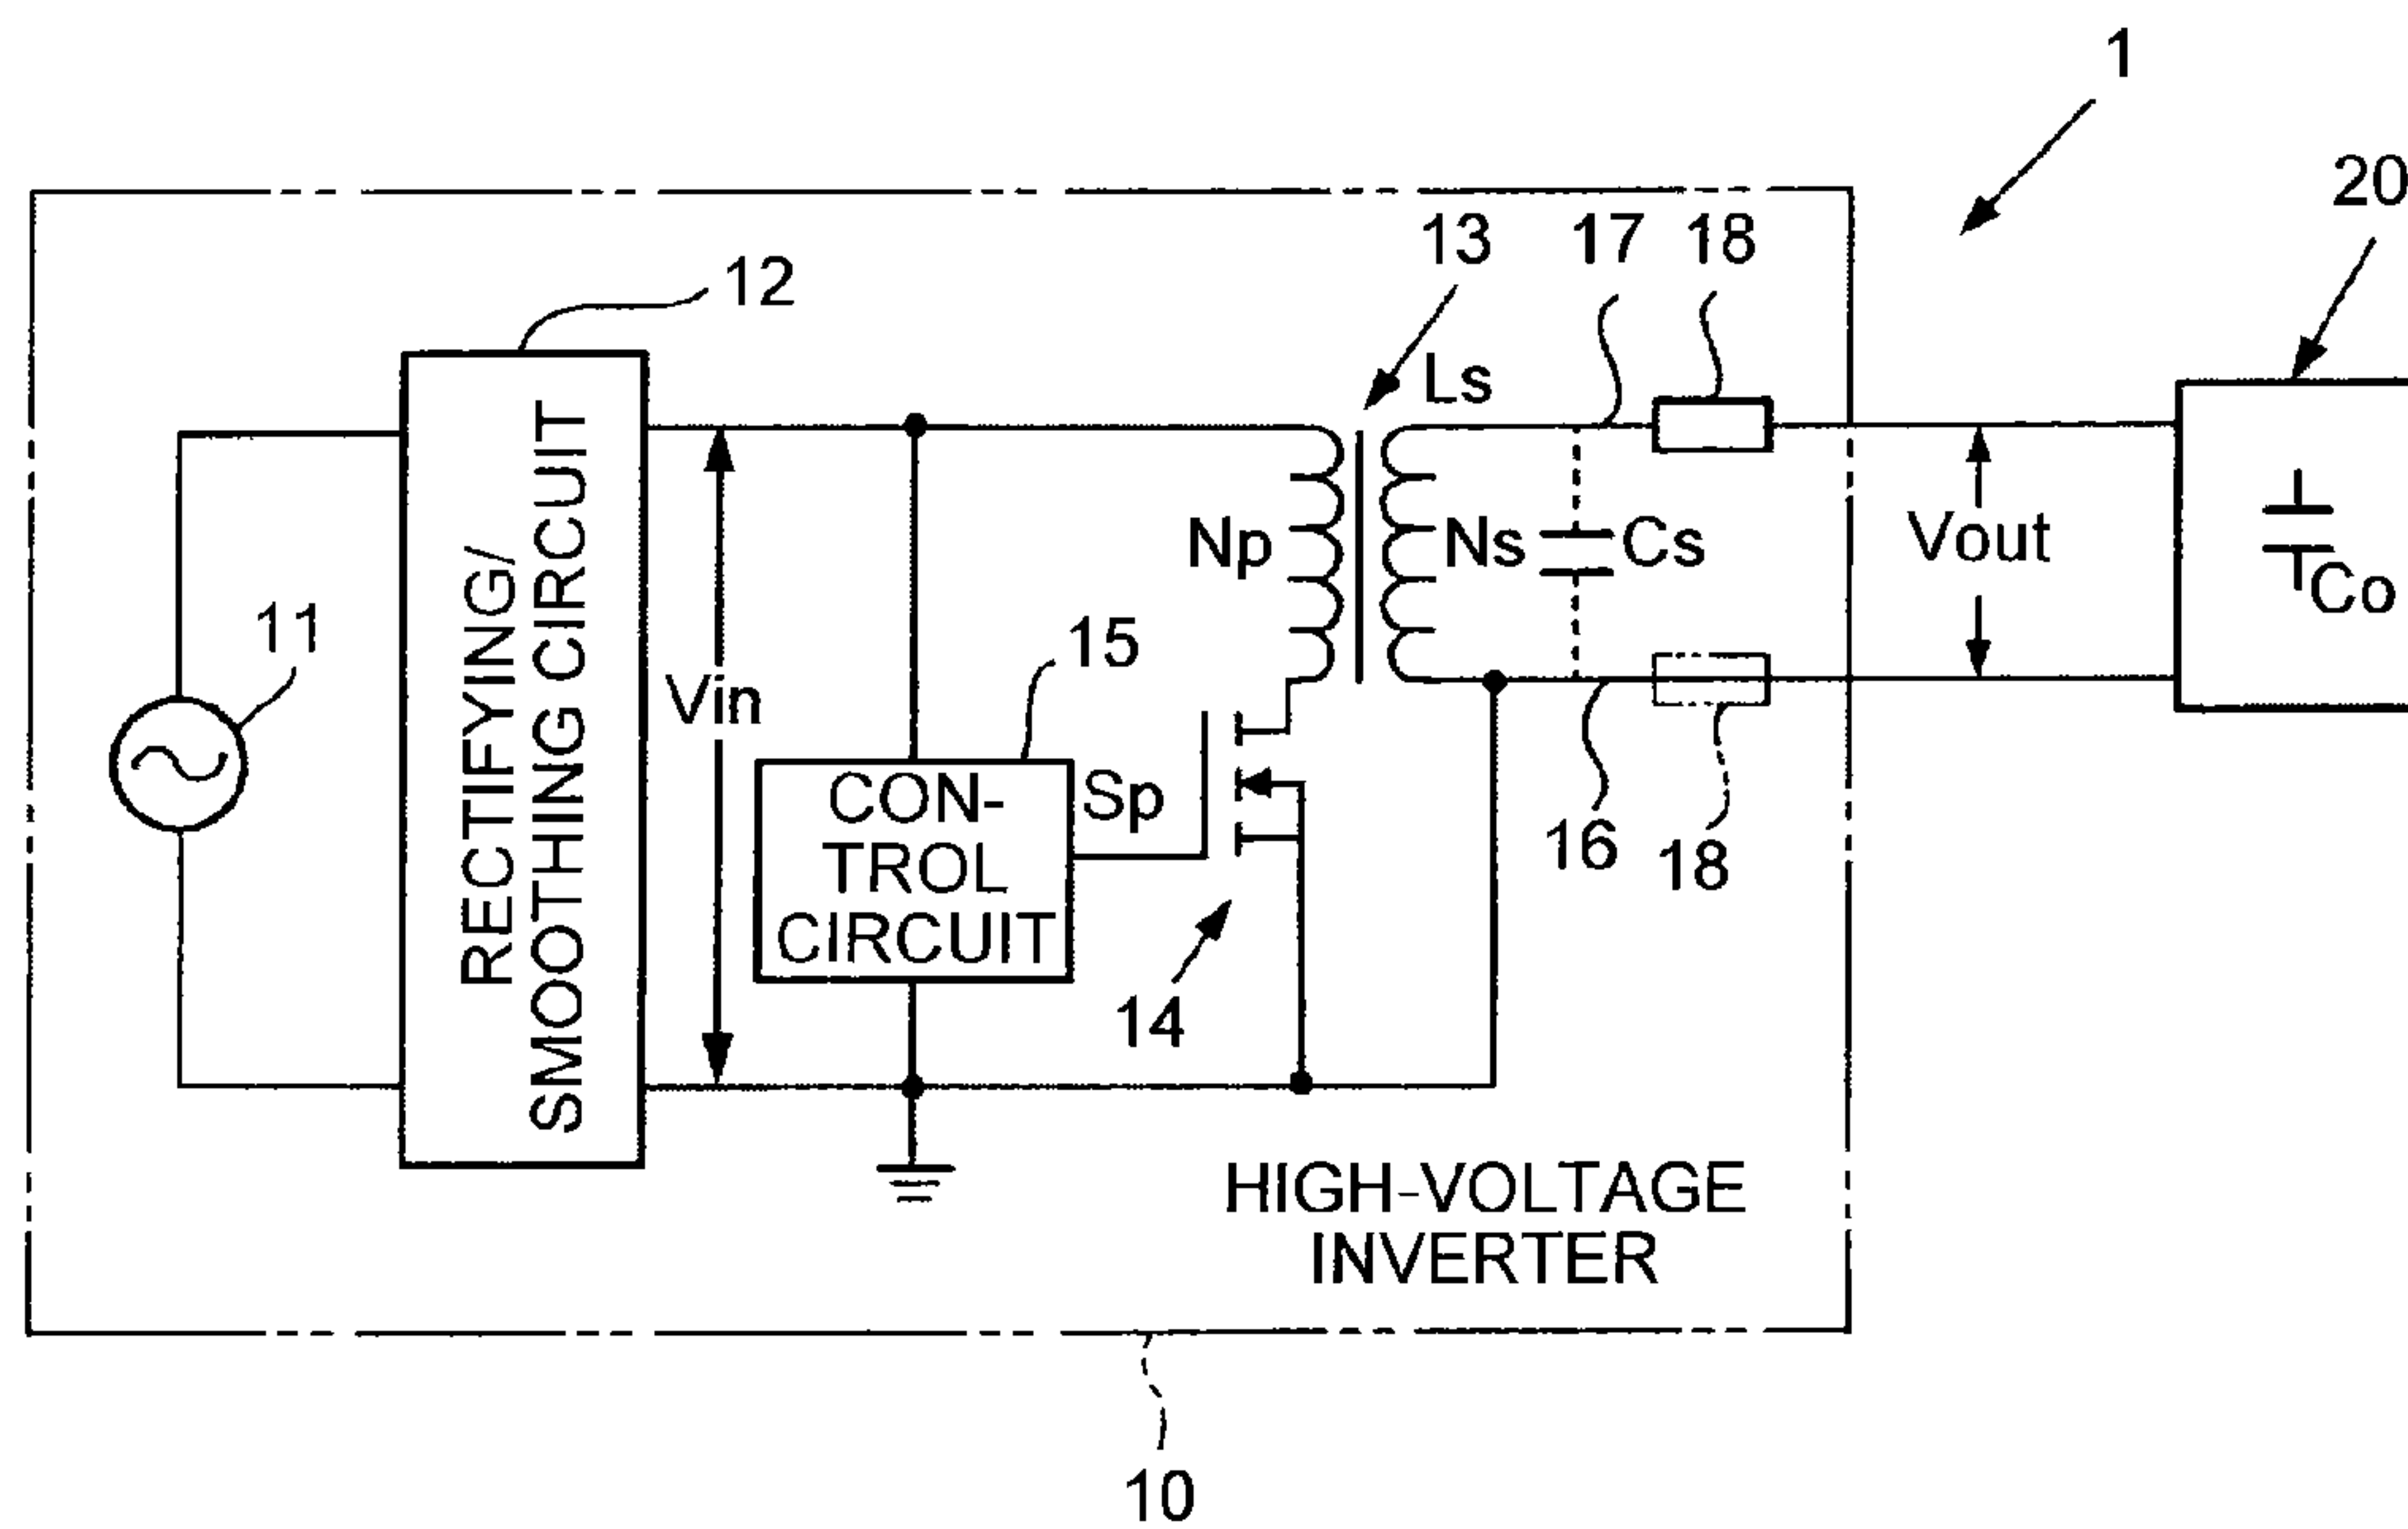 1
20
13
17
18
12
Ls
RECTIFYING/
SMOOTHING CIRCUIT
Np
Ns
Cs
Vout
Co
11
15
Vin
CON-
TROL
CIRCUIT
Sp
16
18
14
HIGH-VOLTAGE
INVERTER
10